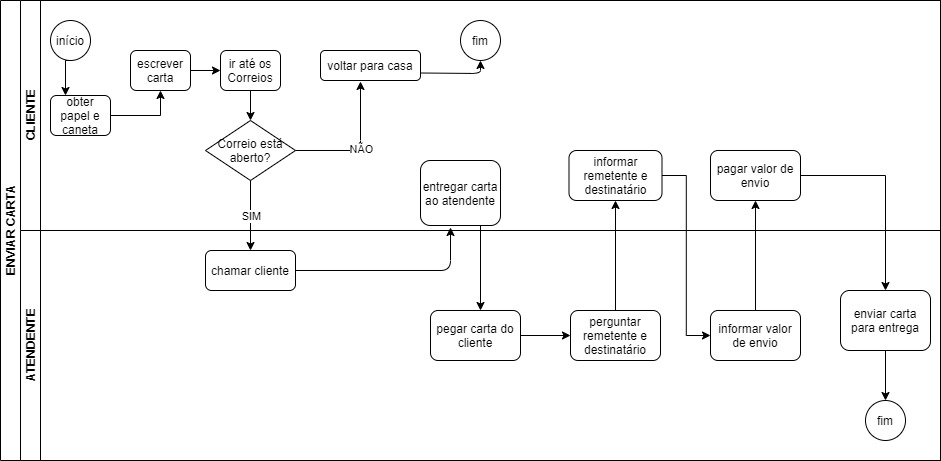 ENVIAR CARTA
CLIENTE
início
obter
papel e
caneta
escrever
carta
ir até os
Correios
Correio está
aberto?
NÃO
voltar para casa
fim
SIM
entregar carta
ao atendente
informar
remetente e
destinatário
pagar valor de
envio
ATENDENTE
chamar cliente
pegar carta do
cliente
perguntar
remetente e
destinatário
informar valor
de envio
enviar carta
para entrega
fim